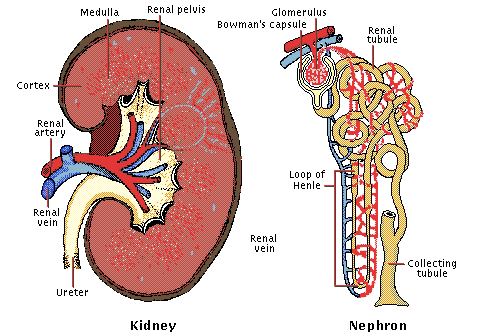 Medulla
Renal pelvis
Cortex
Renal
artery
Renal
vein
Ureter
Kidney
Glomerulus
Bowman's capsule
Renal
tubule
Loop of
Henle
Renal
vein
Collecting
tubule
Nephron